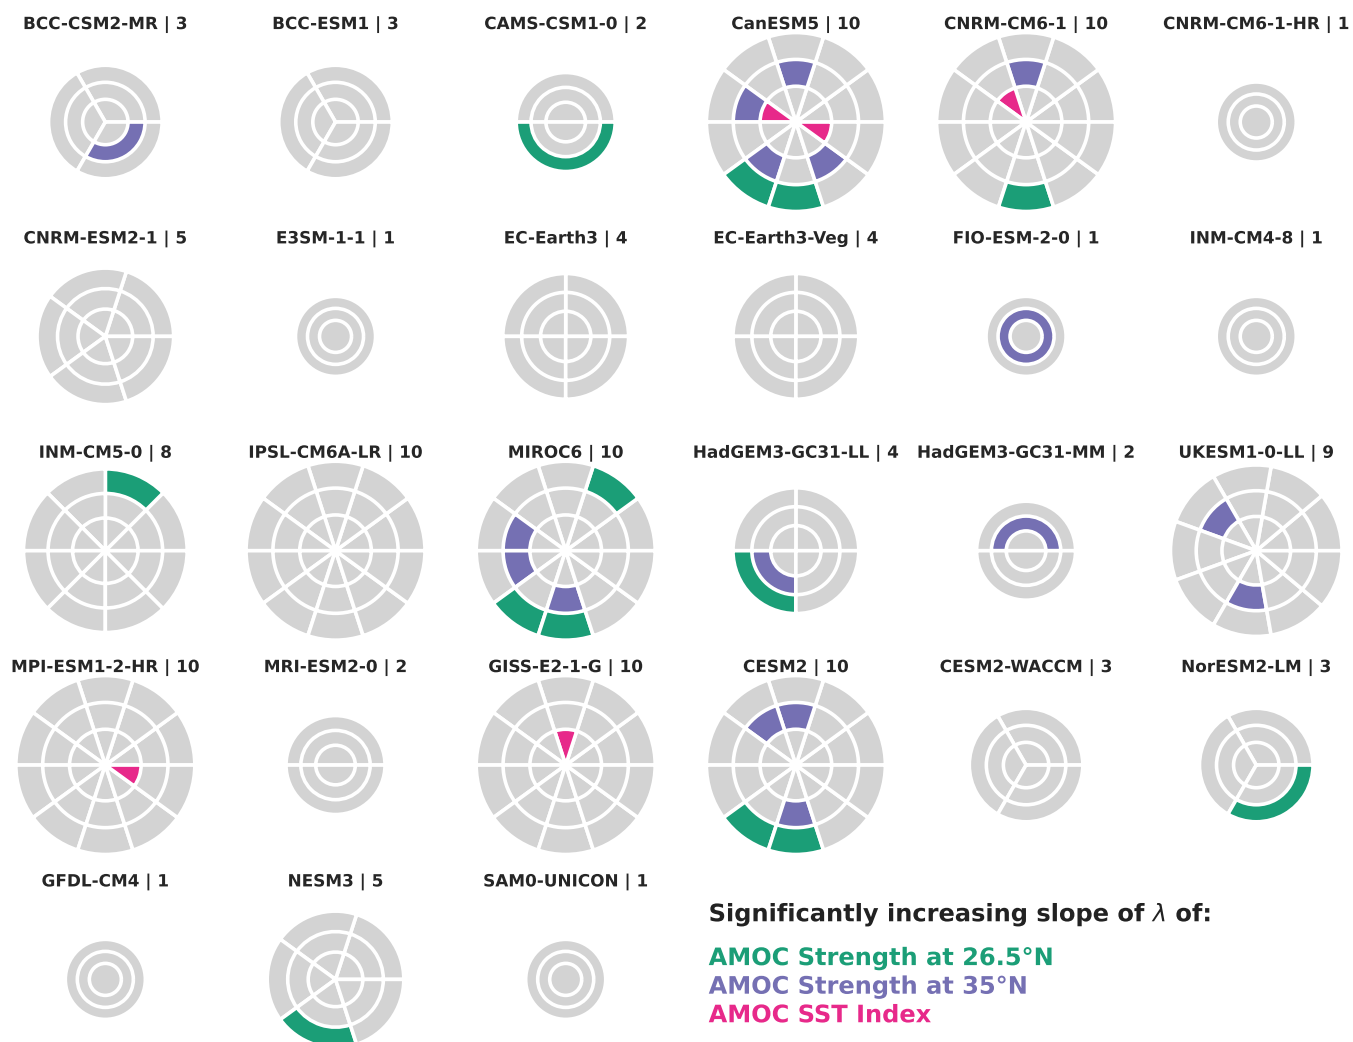 BCC-CSM2-MR | 3
BCC-ESM1 | 3
CAMS-CSM1-0 | 2
CanESM5 | 10
CNRM-CM6-1 | 10
CNRM-CM6-1-HR | 1
CNRM-ESM2-1 | 5
E3SM-1-1 | 1
EC-Earth3 | 4
EC-Earth3-Veg | 4
FIO-ESM-2-0 | 1
INM-CM4-8 | 1
INM-CM5-0 | 8
IPSL-CM6A-LR | 10
MIROC6 | 10
HadGEM3-GC31-LL | 4
HadGEM3-GC31-MM | 2
UKESM1-0-LL | 9
MPI-ESM1-2-HR | 10
MRI-ESM2-0 | 2
GISS-E2-1-G | 10
CESM2 | 10
CESM2-WACCM | 3
NorESM2-LM | 3
GFDL-CM4 | 1
NESM3 | 5
SAM0-UNICON | 1
Significantly increasing slope of λ of:
AMOC Strength at 26.5°N
AMOC Strength at 35°N
AMOC SST Index